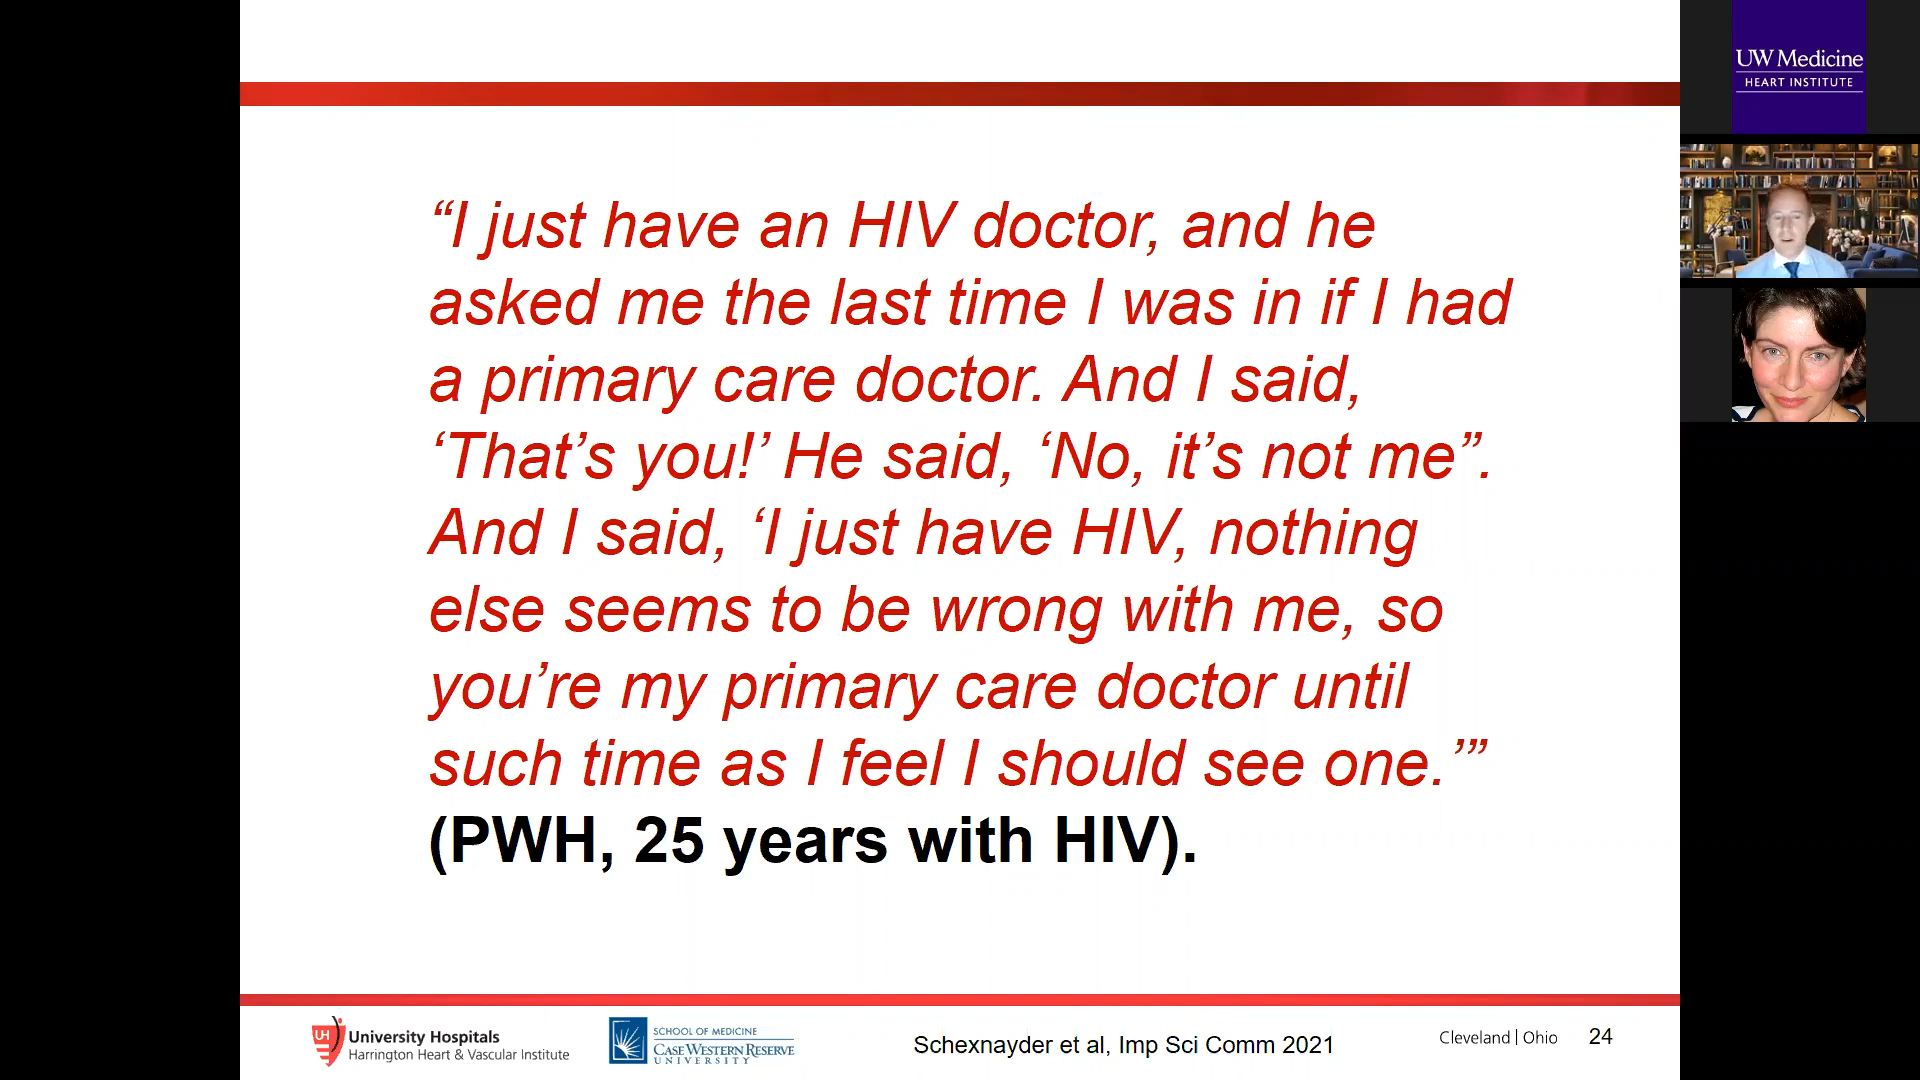 “I just have an HIV doctor, and he
asked me the last time I was in if I had
a primary care doctor. And I said,
‘That’s you!’ He said, ‘No, it’s not me”.
And I said, ‘I just have HIV, nothing
else seems to be wrong with me, so
you’re my primary care doctor until
such time as I feel I should see one.’”
(PWH, 25 years with HIV).
UH
University Hospitals
Harrington Heart & Vascular Institute
SCHOOL OF MEDICINE
CASE WESTERN RESERVE
UNIVERSITY
Schexnayder et al, Imp Sci Comm 2021
Cleveland | Ohio
24
UW Medicine
HEART INSTITUTE